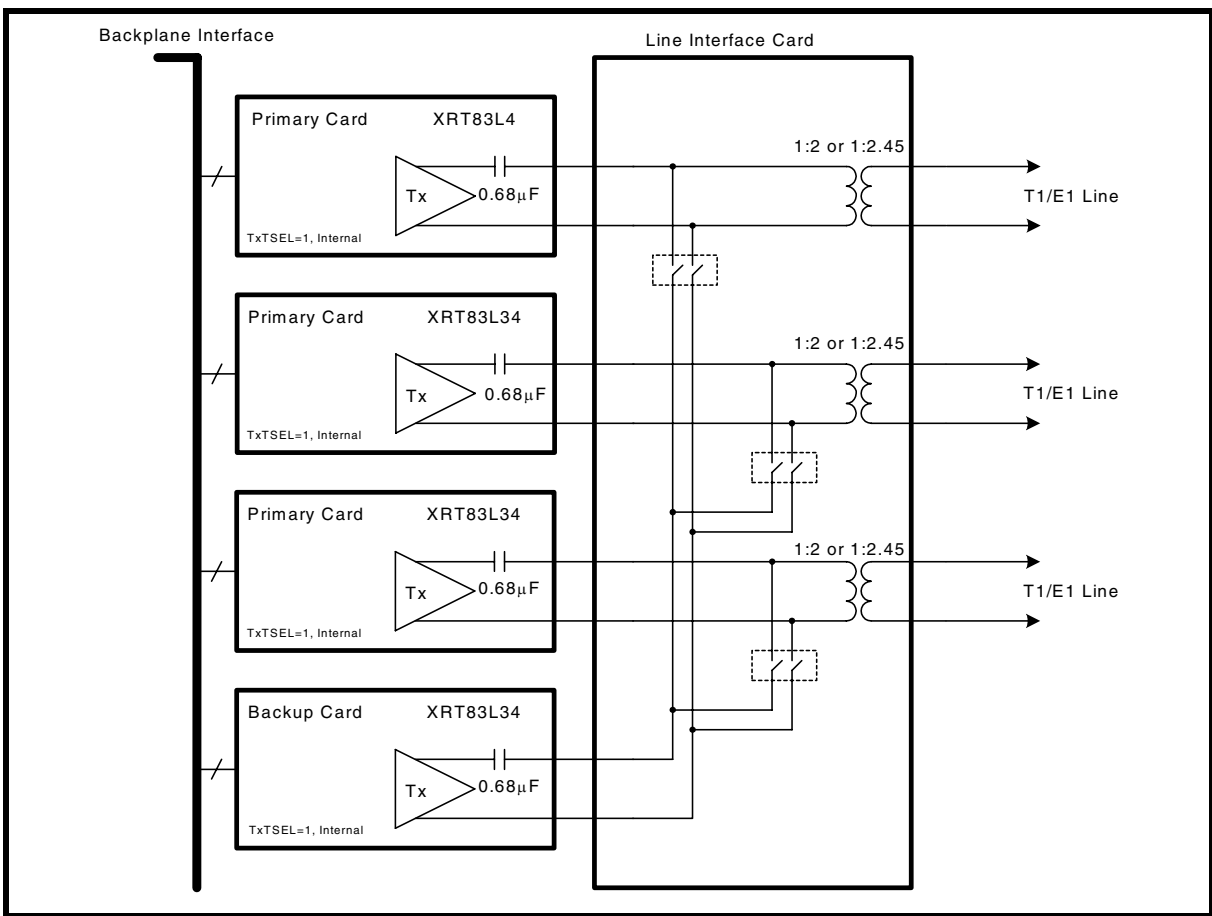 Backplane Interface
Line Interface Card
Primary Card XRT83L4
1:2 or 1:2.45
Tx
0.68μF
T1/E1 Line
TxTSEL=1, Internal
Primary Card XRT83L34
1:2 or 1:2.45
Tx
0.68μF
T1/E1 Line
TxTSEL=1, Internal
Primary Card XRT83L34
1:2 or 1:2.45
Tx
0.68μF
T1/E1 Line
TxTSEL=1, Internal
Backup Card XRT83L34
Tx
0.68μF
TxTSEL=1, Internal